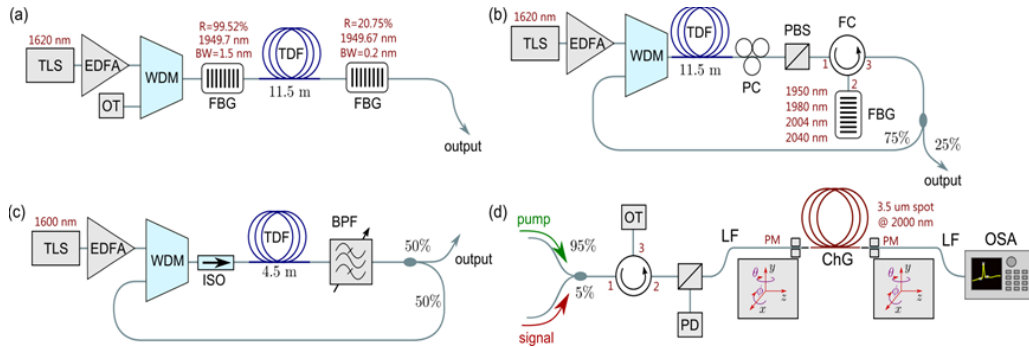 (a)
1620 nm
TLS
EDFA
OT
WDM
R=99.52%
1949.7 nm
BW=1.5 nm
FBG
TDF
11.5 m
R=20.75%
1949.67 nm
BW=0.2 nm
FBG
output
(b)
1620 nm
TLS
EDFA
WDM
TDF
11.5 m
PC
PBS
FC
1
3
2
1950 nm
1980 nm
2004 nm
2040 nm
FBG
75%
25%
output
(c)
1600 nm
TLS
EDFA
WDM
ISO
TDF
4.5 m
BPF
50%
output
50%
(d)
pump
95%
5%
signal
OT
3
1
2
PD
LF
PM
θ
y
z
x
ChG
3.5 um spot
@ 2000 nm
PM
θ
y
z
x
LF
OSA